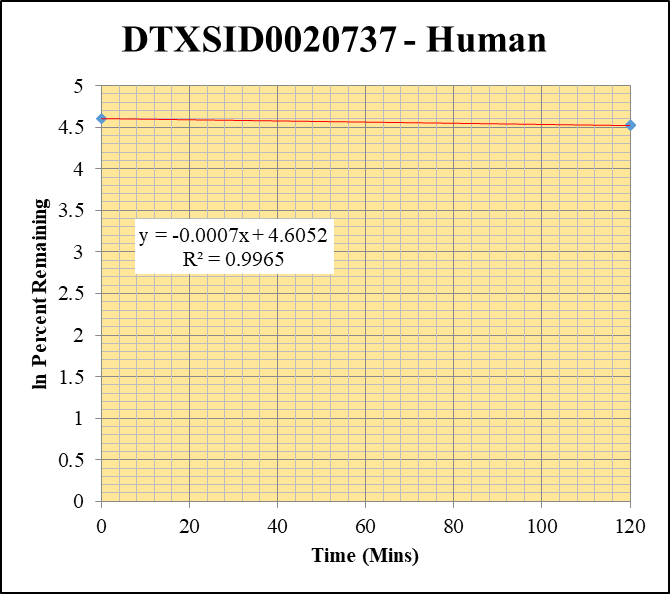 DTXSID0020737 - Human
ln Percent Remaining
5
4.5
4
3.5
3
2.5
2
1.5
1
0.5
0
y = -0.0007x + 4.6052
R² = 0.9965
0 20 40 60 80 100 120
Time (Mins)